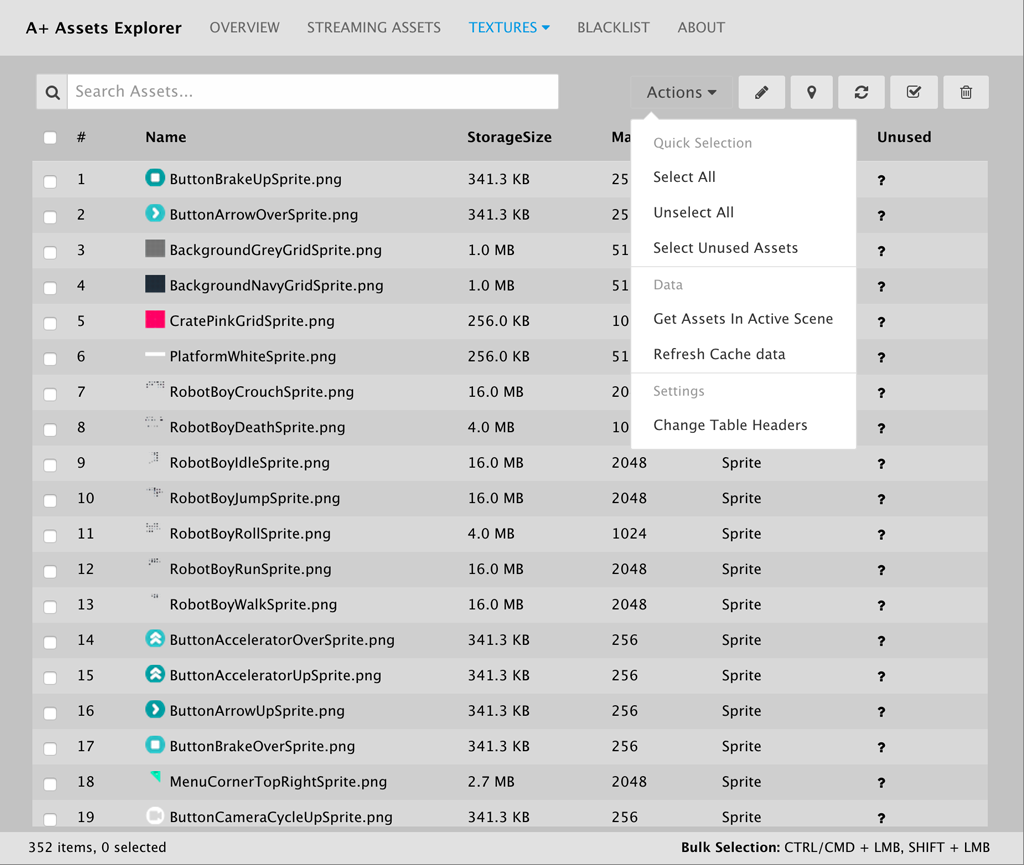 A+ Assets Explorer OVERVIEW STREAMING ASSETS TEXTURES BLACKLIST ABOUT
Search Assets... Actions
# Name StorageSize Ma Unused
1 ButtonBrakeUpSprite.png 341.3 KB 25 ?
2 ButtonArrowOverSprite.png 341.3 KB 25 ?
3 BackgroundGreyGridSprite.png 1.0 MB 51 ?
4 BackgroundNavyGridSprite.png 1.0 MB 51 ?
5 CratePinkGridSprite.png 256.0 KB 10 ?
6 PlatformWhiteSprite.png 256.0 KB 51 ?
7 RobotBoyCrouchSprite.png 16.0 MB 20 ?
8 RobotBoyDeathSprite.png 4.0 MB 10 ?
9 RobotBoyIdleSprite.png 16.0 MB 2048 Sprite ?
10 RobotBoyJumpSprite.png 16.0 MB 2048 Sprite ?
11 RobotBoyRollSprite.png 4.0 MB 1024 Sprite ?
12 RobotBoyRunSprite.png 16.0 MB 2048 Sprite ?
13 RobotBoyWalkSprite.png 16.0 MB 2048 Sprite ?
14 ButtonAcceleratorOverSprite.png 341.3 KB 256 Sprite ?
15 ButtonAcceleratorUpSprite.png 341.3 KB 256 Sprite ?
16 ButtonArrowUpSprite.png 341.3 KB 256 Sprite ?
17 ButtonBrakeOverSprite.png 341.3 KB 256 Sprite ?
18 MenuCornerTopRightSprite.png 2.7 MB 2048 Sprite ?
19 ButtonCameraCycleUpSprite.png 341.3 KB 256 Sprite ?
Quick Selection
Select All
Unselect All
Select Unused Assets
Data
Get Assets In Active Scene
Refresh Cache data
Settings
Change Table Headers
352 items, 0 selected Bulk Selection: CTRL/CMD + LMB, SHIFT + LMB